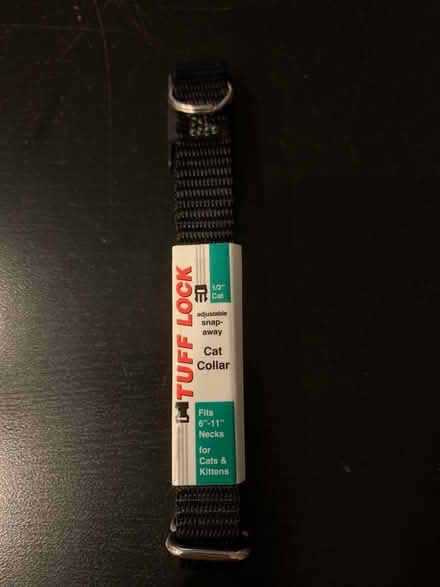 TUFF LOCK
1/2"
Cat
adjustable
snap-
away
Cat
Collar
Fits
6"-11"
Necks
for
Cats &
Kittens